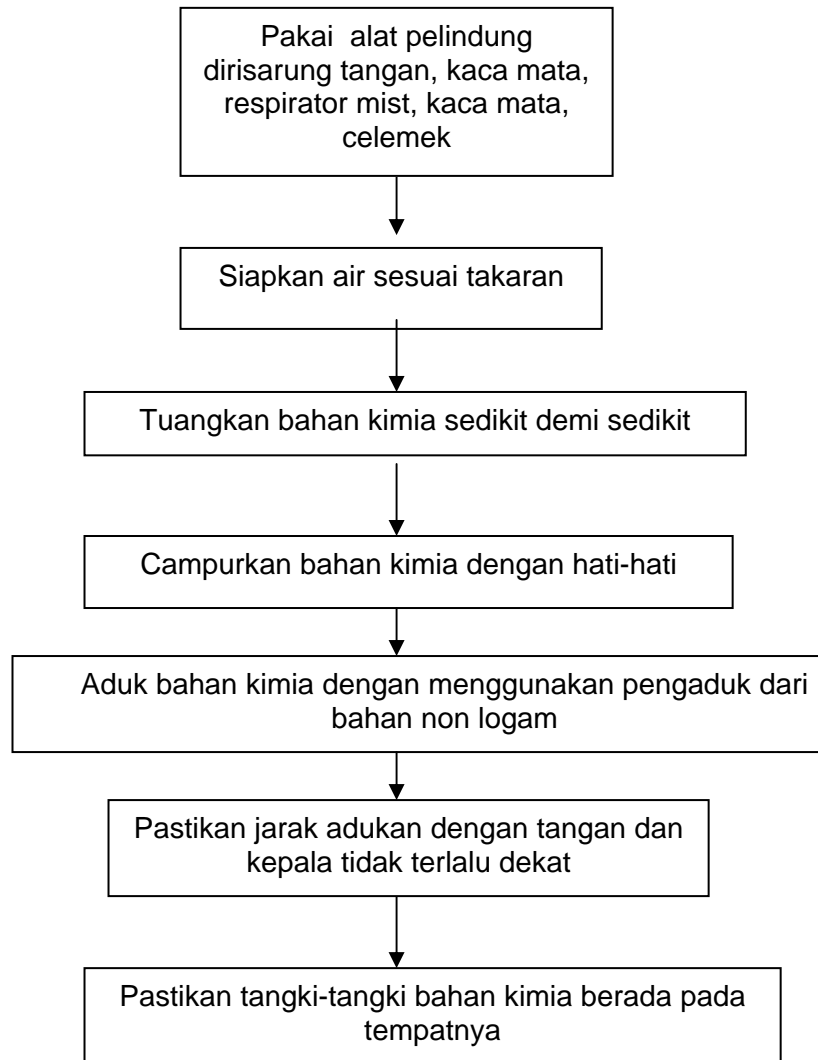 Pakai alat pelindung
dirisarung tangan, kaca mata,
respirator mist, kaca mata,
celemek
Siapkan air sesuai takaran
Tuangkan bahan kimia sedikit demi sedikit
Campurkan bahan kimia dengan hati-hati
Aduk bahan kimia dengan menggunakan pengaduk dari
bahan non logam
Pastikan jarak adukan dengan tangan dan
kepala tidak terlalu dekat
Pastikan tangki-tangki bahan kimia berada pada
tempatnya